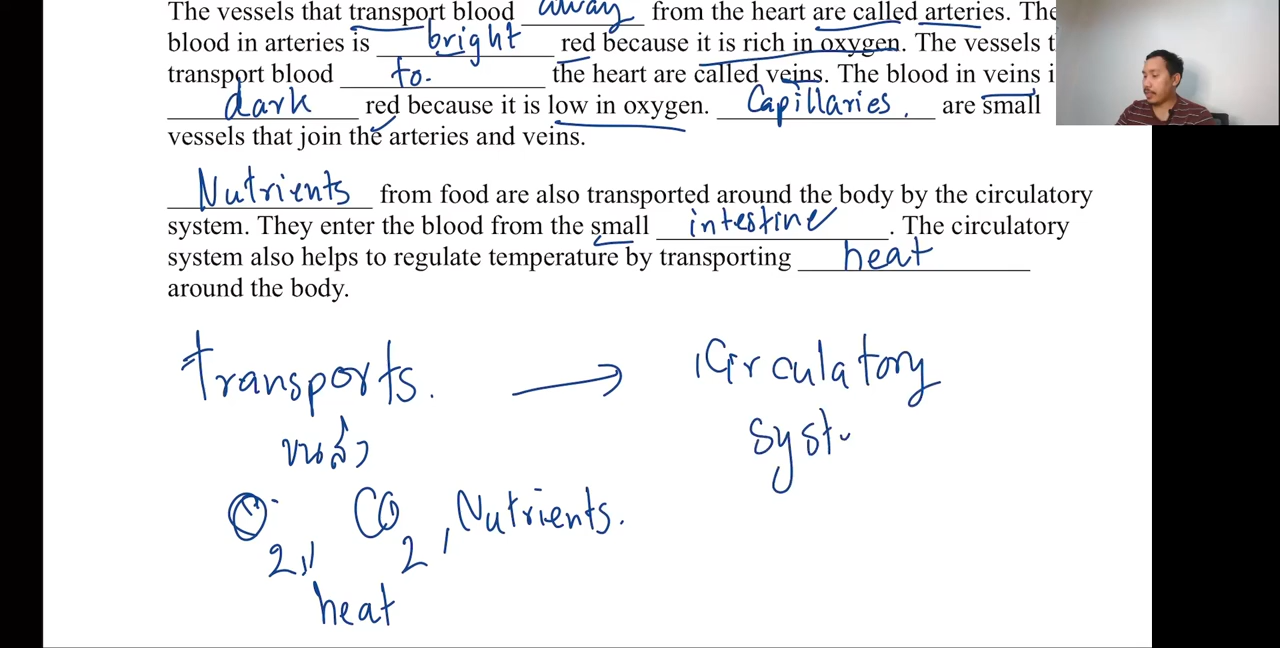 The vessels that transport blood away from the heart are called arteries. The
blood in arteries is bright red because it is rich in oxygen. The vessels t
transport blood to. the heart are called veins. The blood in veins i
dark red because it is low in oxygen. Capillaries. are small
vessels that join the arteries and veins.
Nutrients from food are also transported around the body by the circulatory
system. They enter the blood from the small intestine. The circulatory
system also helps to regulate temperature by transporting heat
around the body.
transports. → Circulatory
ขนส่ง syst
O2, CO2, Nutrients.
heat